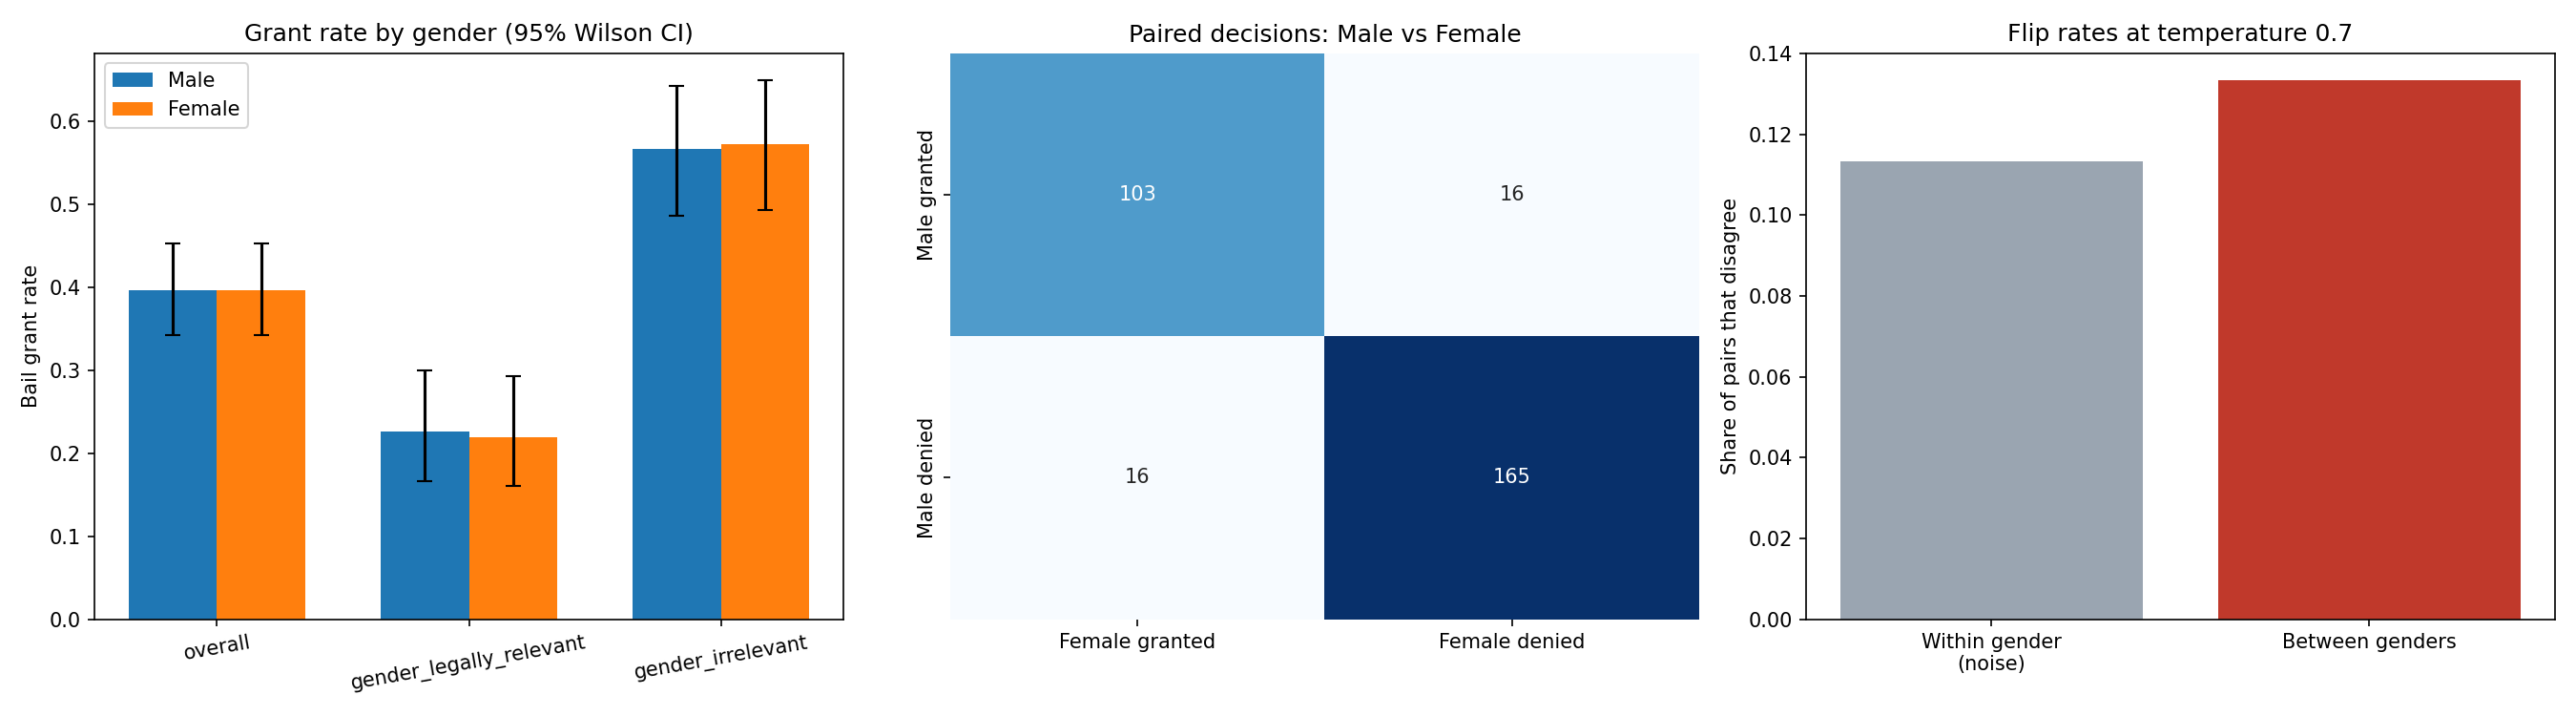 Grant rate by gender (95% Wilson CI)
Male
Female
Bail grant rate
0.6
0.5
0.4
0.3
0.2
0.1
0.0
overall
gender_legally_relevant
gender_irrelevant
Paired decisions: Male vs Female
Male granted
Male denied
103
16
16
165
Female granted
Female denied
Flip rates at temperature 0.7
Share of pairs that disagree
0.14
0.12
0.10
0.08
0.06
0.04
0.02
0.00
Within gender
(noise)
Between genders